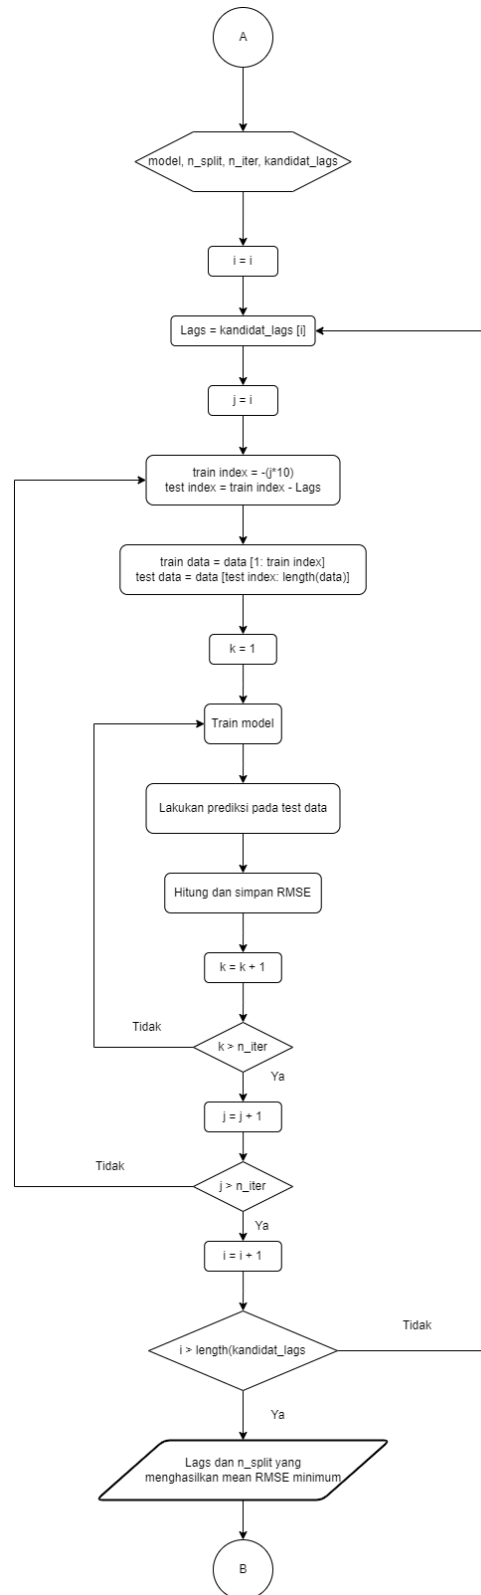 A
model, n_split, n_iter, kandidat_lags
i = i
Lags = kandidat_lags [i]
j = i
train index = -(j*10)
test index = train index - Lags
train data = data [1: train index]
test data = data [test index: length(data)]
k = 1
Train model
Lakukan prediksi pada test data
Hitung dan simpan RMSE
k = k + 1
Tidak
k > n_iter
Ya
j = j + 1
Tidak
j > n_iter
Ya
i = i + 1
Tidak
i > length(kandidat_lags
Ya
Lags dan n_split yang
menghasilkan mean RMSE minimum
B